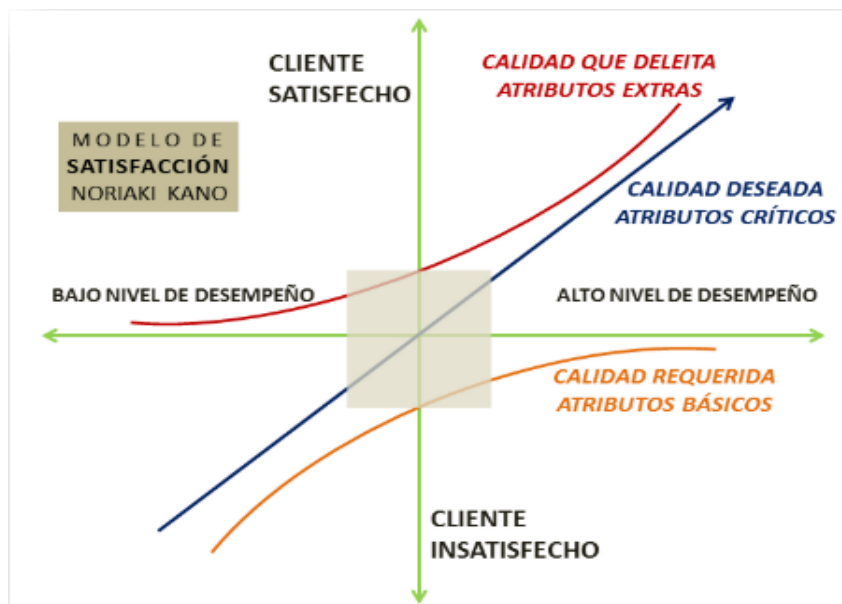 CLIENTE
SATISFECHO
CALIDAD QUE DELEITA
ATRIBUTOS EXTRAS
MODELO DE
SATISFACCIÓN
NORIAKI KANO
CALIDAD DESEADA
ATRIBUTOS CRÍTICOS
BAJO NIVEL DE DESEMPEÑO
ALTO NIVEL DE DESEMPEÑO
CALIDAD REQUERIDA
ATRIBUTOS BÁSICOS
CLIENTE
INSATISFECHO